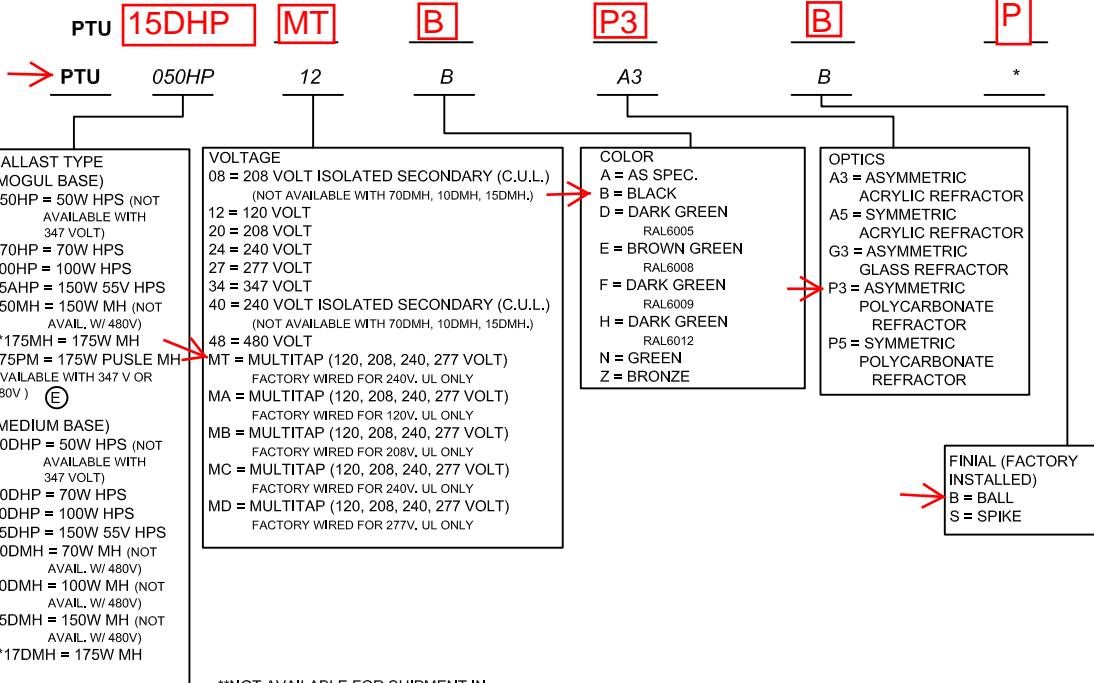 PTU 15DHP MT B P3 B P
PTU 050HP 12 B A3 B *
ALLAST TYPE
MOGUL BASE)
50HP = 50W HPS (NOT
AVAILABLE WITH
347 VOLT)
70HP = 70W HPS
00HP = 100W HPS
5AHP = 150W 55V HPS
50MH = 150W MH (NOT
AVAIL. W/ 480V)
*175MH = 175W MH
75PM = 175W PUSLE MH
VAILABLE WITH 347 V OR
80V ) E
MEDIUM BASE)
0DHP = 50W HPS (NOT
AVAILABLE WITH
347 VOLT)
0DHP = 70W HPS
0DHP = 100W HPS
5DHP = 150W 55V HPS
0DMH = 70W MH (NOT
AVAIL. W/ 480V)
0DMH = 100W MH (NOT
AVAIL. W/ 480V)
5DMH = 150W MH (NOT
AVAIL. W/ 480V)
*17DMH = 175W MH
VOLTAGE
08 = 208 VOLT ISOLATED SECONDARY (C.U.L.)
(NOT AVAILABLE WITH 70DMH, 10DMH, 15DMH.)
12 = 120 VOLT
20 = 208 VOLT
24 = 240 VOLT
27 = 277 VOLT
34 = 347 VOLT
40 = 240 VOLT ISOLATED SECONDARY (C.U.L.)
(NOT AVAILABLE WITH 70DMH, 10DMH, 15DMH.)
48 = 480 VOLT
MT = MULTITAP (120, 208, 240, 277 VOLT)
FACTORY WIRED FOR 240V. UL ONLY
MA = MULTITAP (120, 208, 240, 277 VOLT)
FACTORY WIRED FOR 120V. UL ONLY
MB = MULTITAP (120, 208, 240, 277 VOLT)
FACTORY WIRED FOR 208V. UL ONLY
MC = MULTITAP (120, 208, 240, 277 VOLT)
FACTORY WIRED FOR 240V. UL ONLY
MD = MULTITAP (120, 208, 240, 277 VOLT)
FACTORY WIRED FOR 277V. UL ONLY
COLOR
A = AS SPEC.
B = BLACK
D = DARK GREEN
RAL6005
E = BROWN GREEN
RAL6008
F = DARK GREEN
RAL6009
H = DARK GREEN
RAL6012
N = GREEN
Z = BRONZE
OPTICS
A3 = ASYMMETRIC
ACRYLIC REFRACTOR
A5 = SYMMETRIC
ACRYLIC REFRACTOR
G3 = ASYMMETRIC
GLASS REFRACTOR
P3 = ASYMMETRIC
POLYCARBONATE
REFRACTOR
P5 = SYMMETRIC
POLYCARBONATE
REFRACTOR
FINIAL (FACTORY
INSTALLED)
B = BALL
S = SPIKE
**NOT AVAILABLE FOR SHIPMENT IN